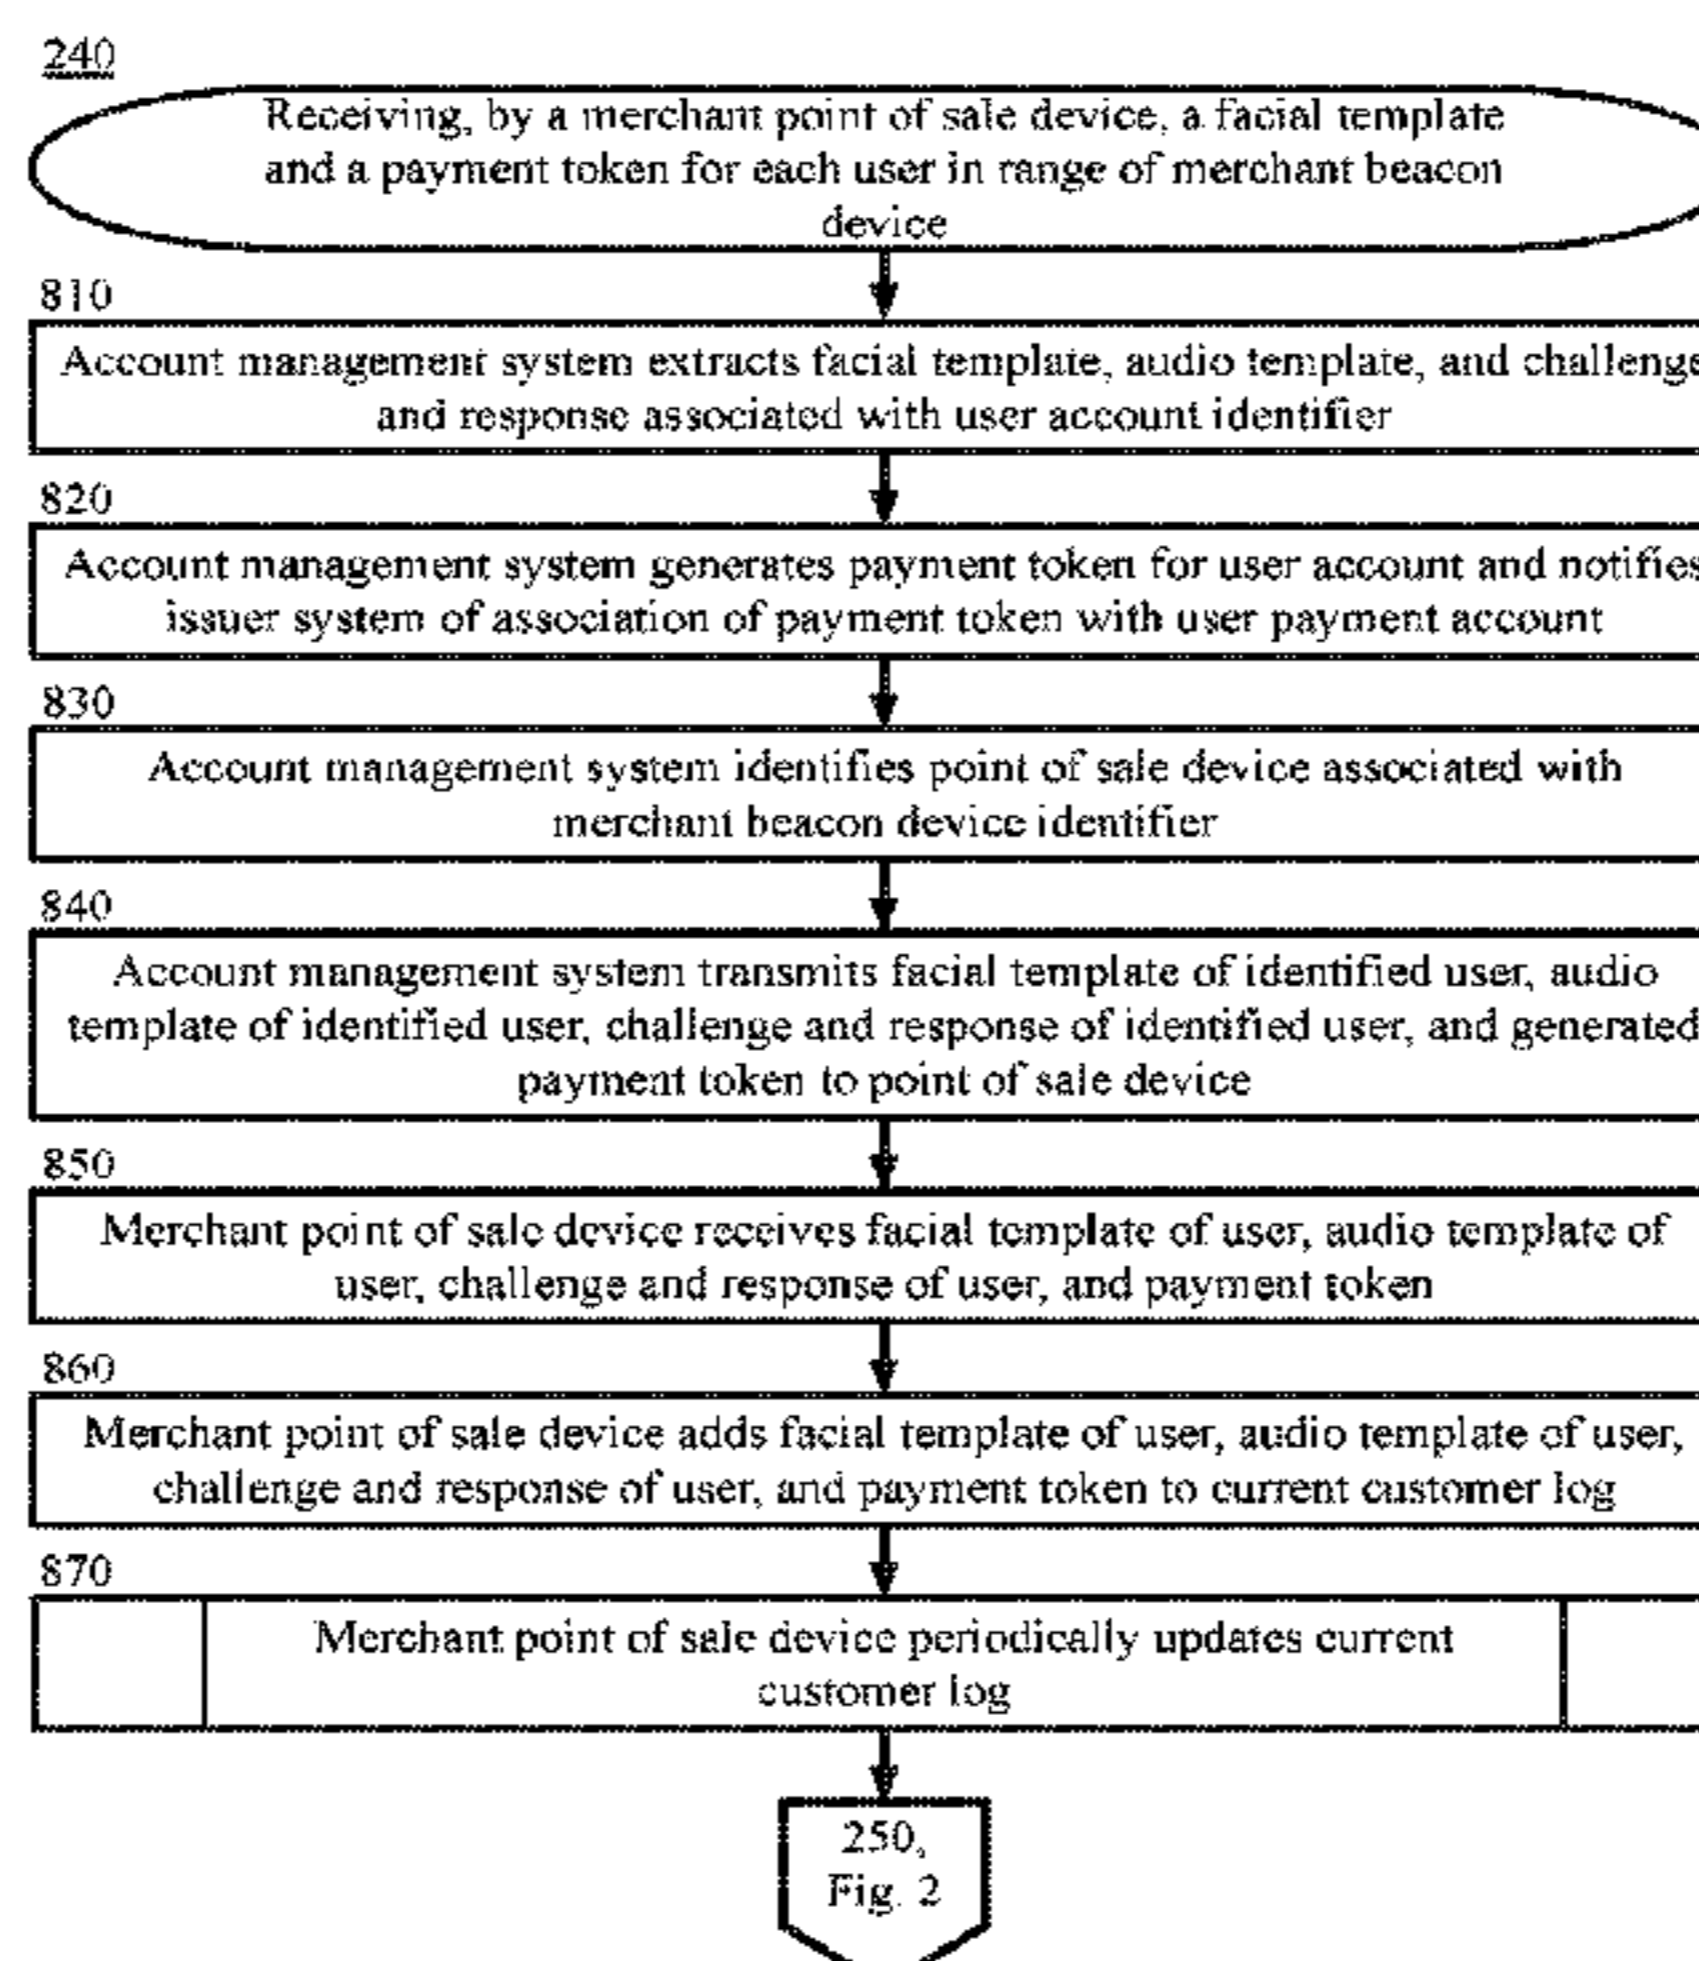 240
Receiving, by a merchant point of sale device, a facial template
and a payment token for each user in range of merchant beacon
device
810
Account management system extracts facial template, audio template, and challenge
and response associated with user account identifier
820
Account management system generates payment token for user account and notifies
issuer system of association of payment token with user payment account
830
Account management system identifies point of sale device associated with
merchant beacon device identifier
840
Account management system transmits facial template of identified user, audio
template of identified user, challenge and response of identified user, and generated
payment token to point of sale device
850
Merchant point of sale device receives facial template of user, audio template of
user, challenge and response of user, and payment token
860
Merchant point of sale device adds facial template of user, audio template of user,
challenge and response of user, and payment token to current customer log
870
Merchant point of sale device periodically updates current
customer log
250,
Fig. 2